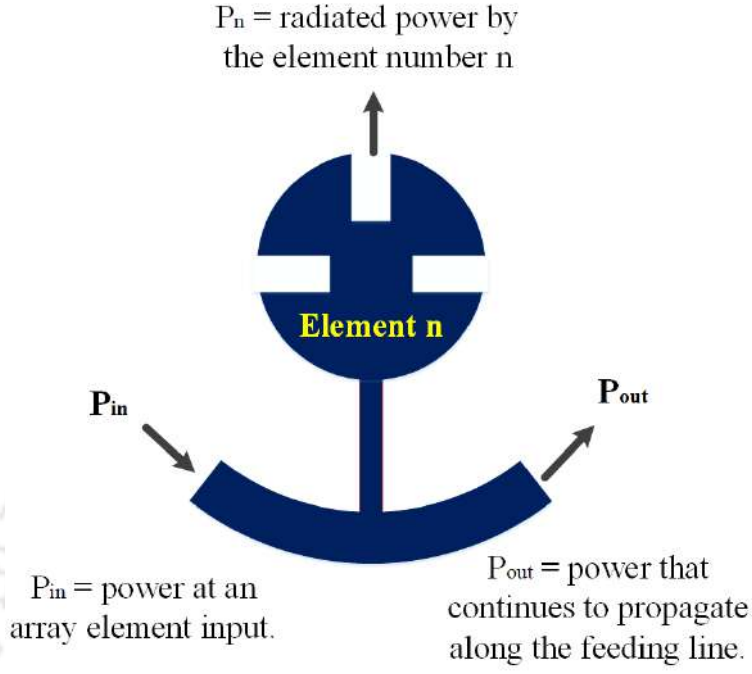 Pn = radiated power by
the element number n
Element n
Pin
Pout
Pin = power at an
array element input.
Pout = power that
continues to propagate
along the feeding line.